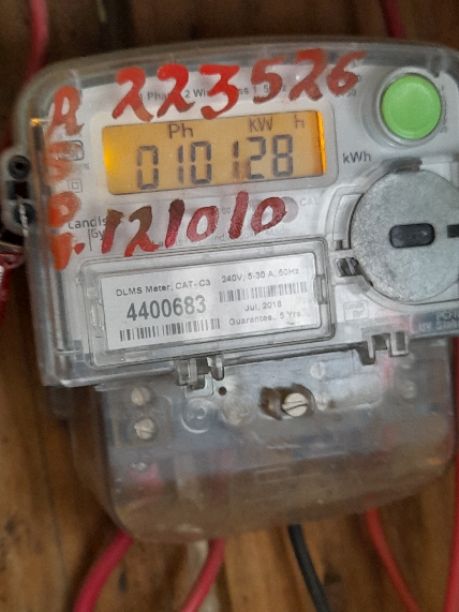 A 223526
Ph KW h
010128
kWh
Landis
P. 121010
DLMS Meter, CAT- C3 240V, 5-30 A, 50Hz
4400683
Jul, 2018
Guarantee, 5 Yrs